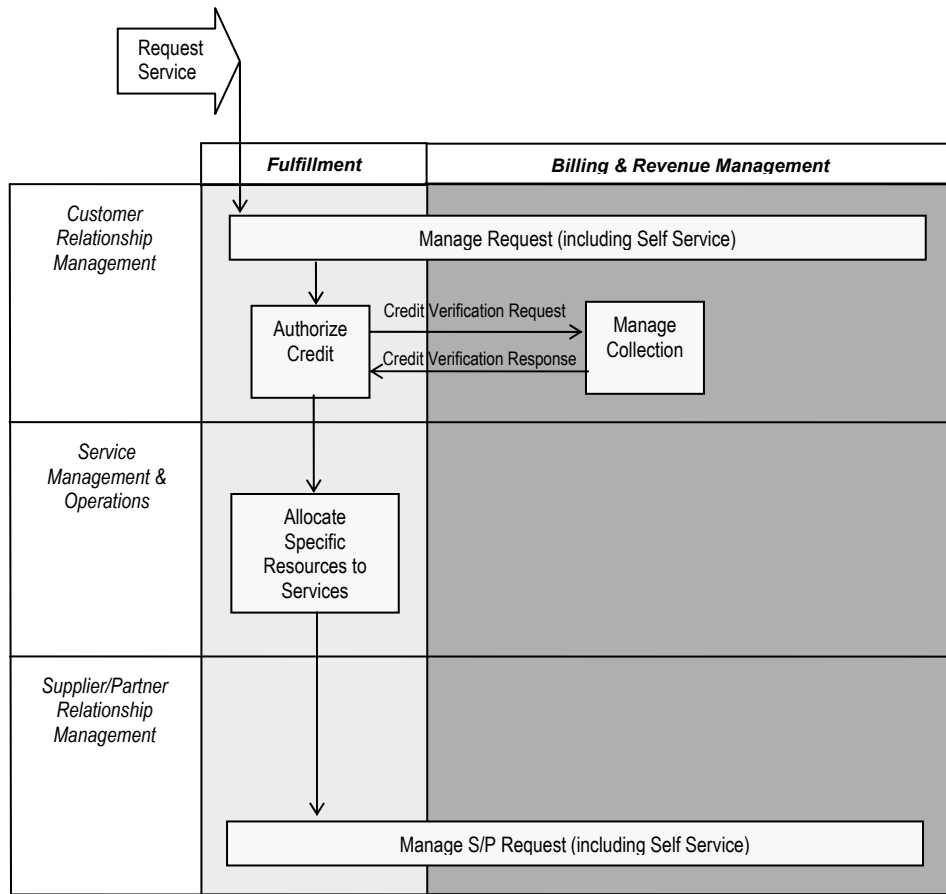 Request
Service
Fulfillment
Billing & Revenue Management
Customer
Relationship
Management
Manage Request (including Self Service)
Authorize
Credit
Credit Verification Request
Credit Verification Response
Manage
Collection
Service
Management &
Operations
Allocate
Specific
Resources to
Services
Supplier/Partner
Relationship
Management
Manage S/P Request (including Self Service)